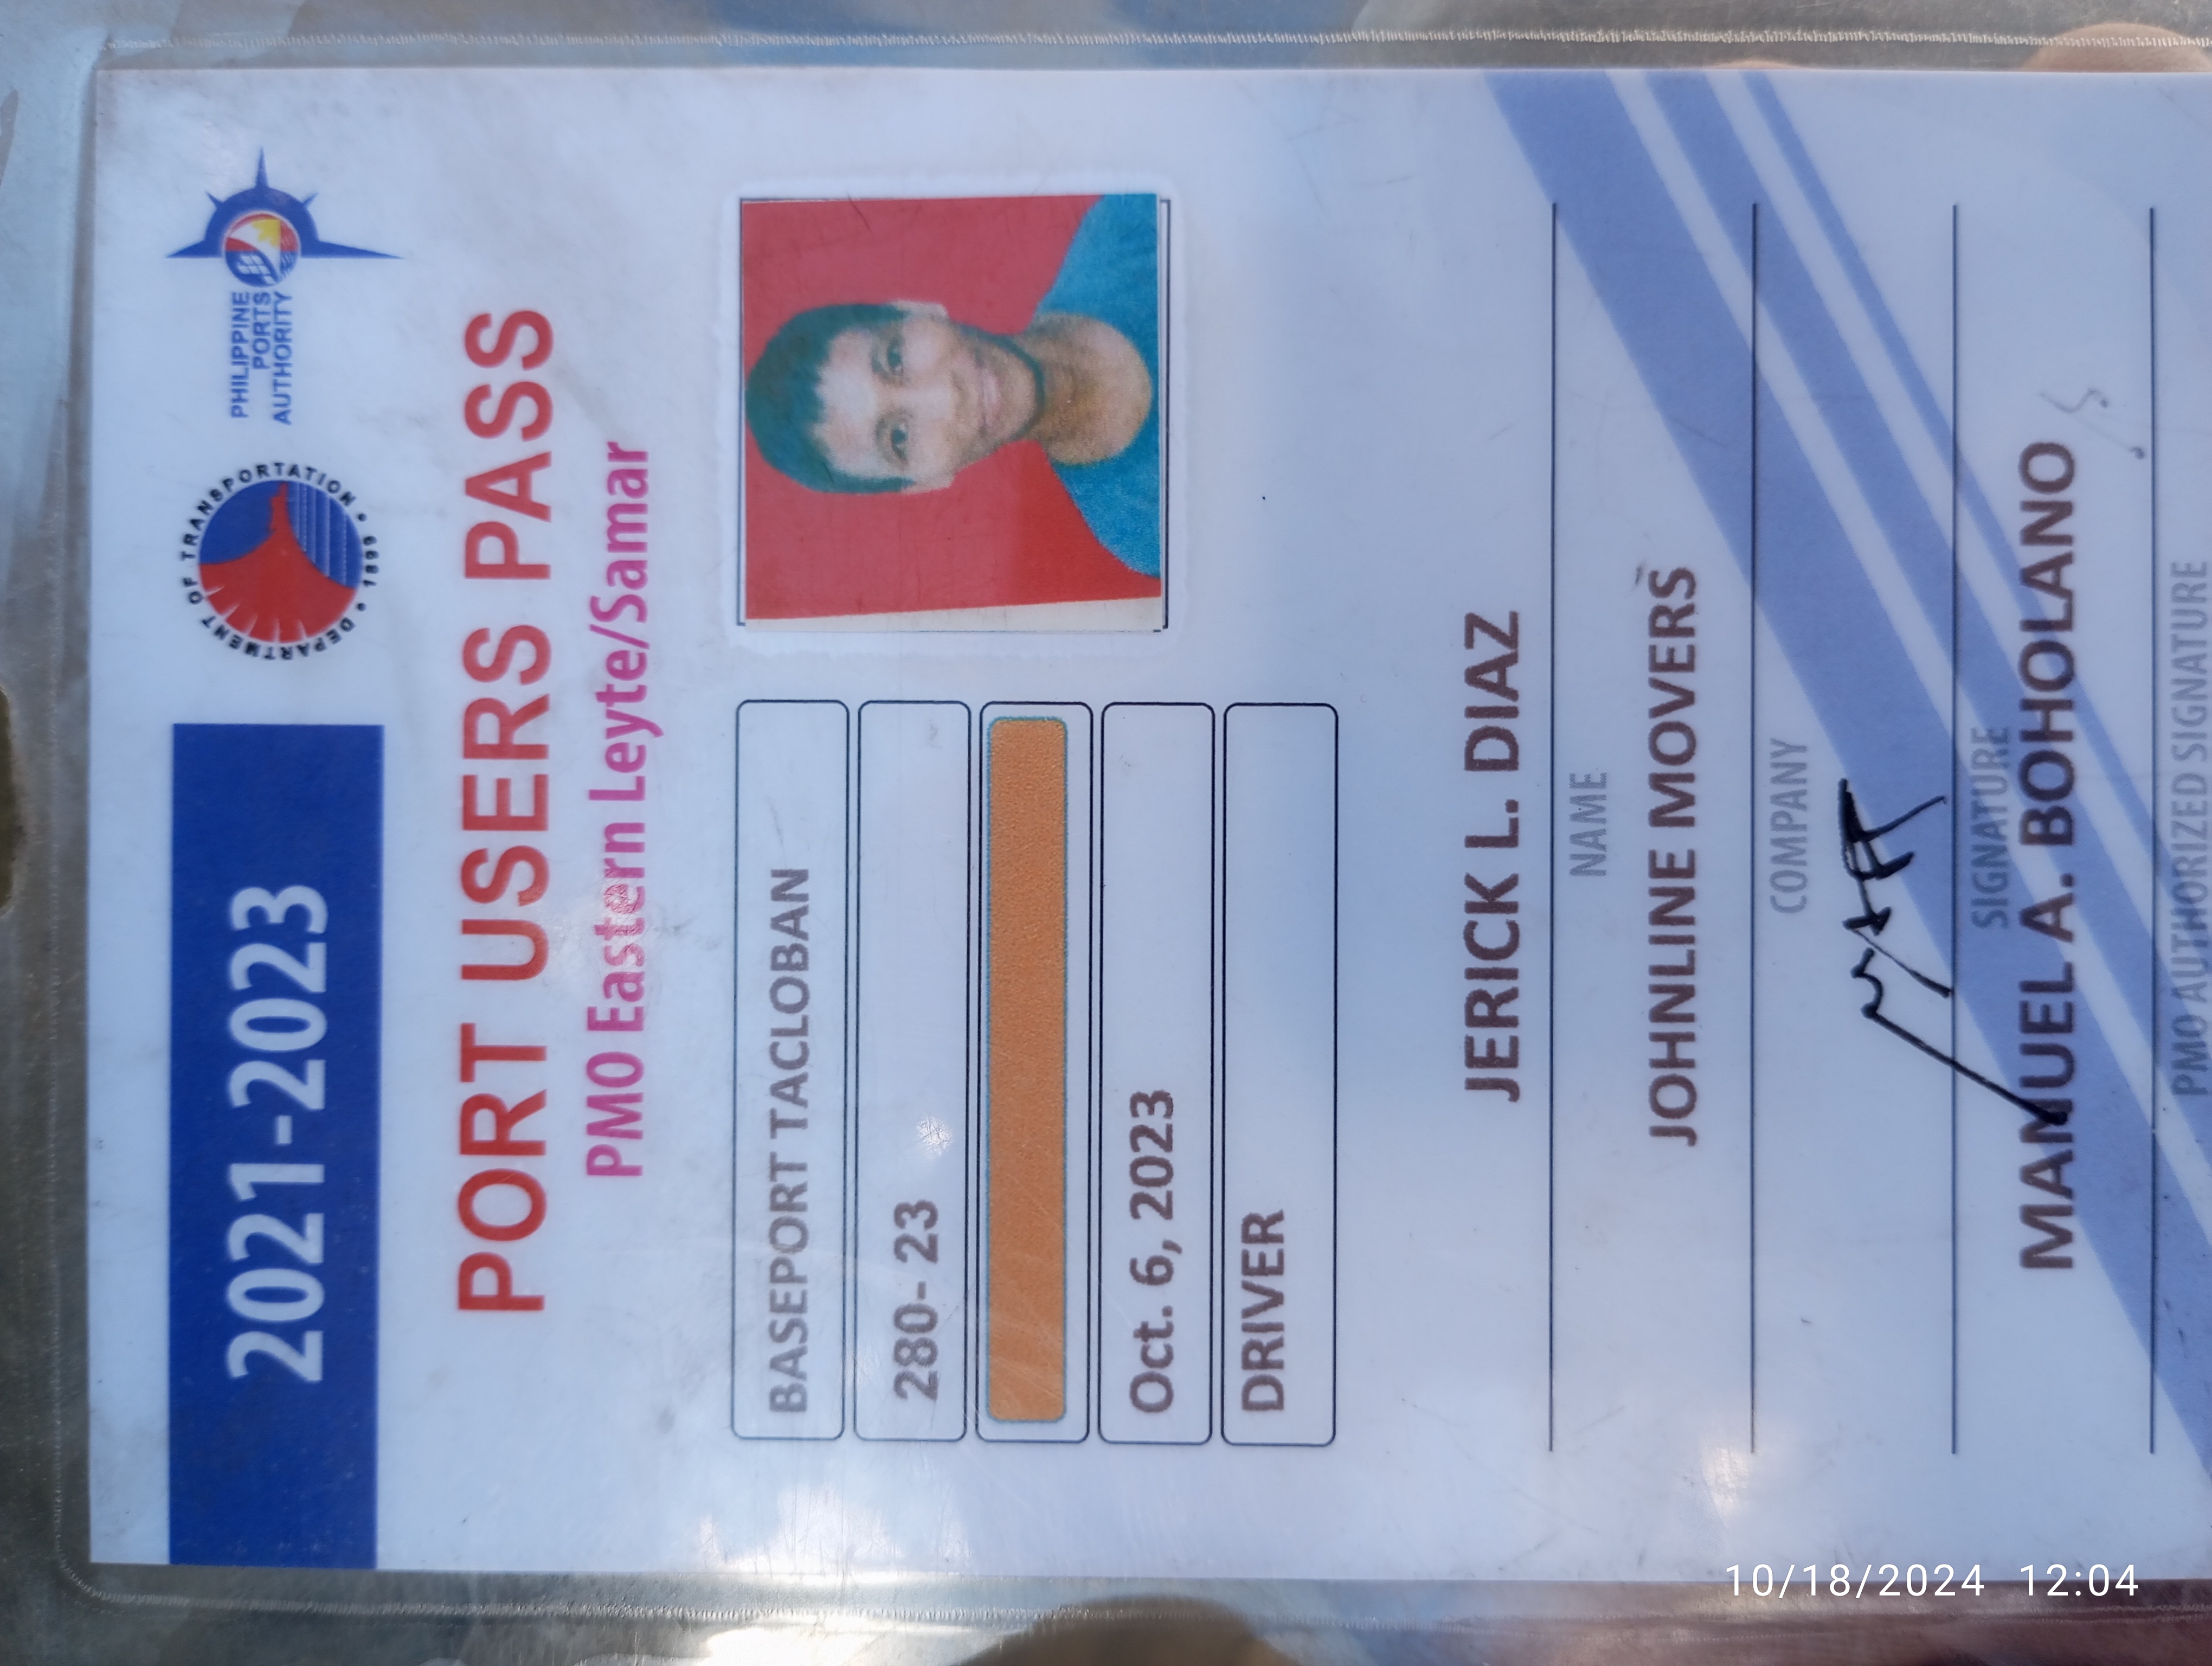 2021-2023
DEPARTMENT OF TRANSPORTATION • 1899 •
PHILIPPINE
PORTS
AUTHORITY
PORT USERS PASS
PMO Eastern Leyte/Samar
BASEPORT TACLOBAN
280- 23
Oct. 6, 2023
DRIVER
JERICK L. DIAZ
NAME
JOHNLINE MOVERS
COMPANY
SIGNATURE
MANUEL A. BOHOLANO
PMO AUTHORIZED SIGNATURE
10/18/2024 12:04